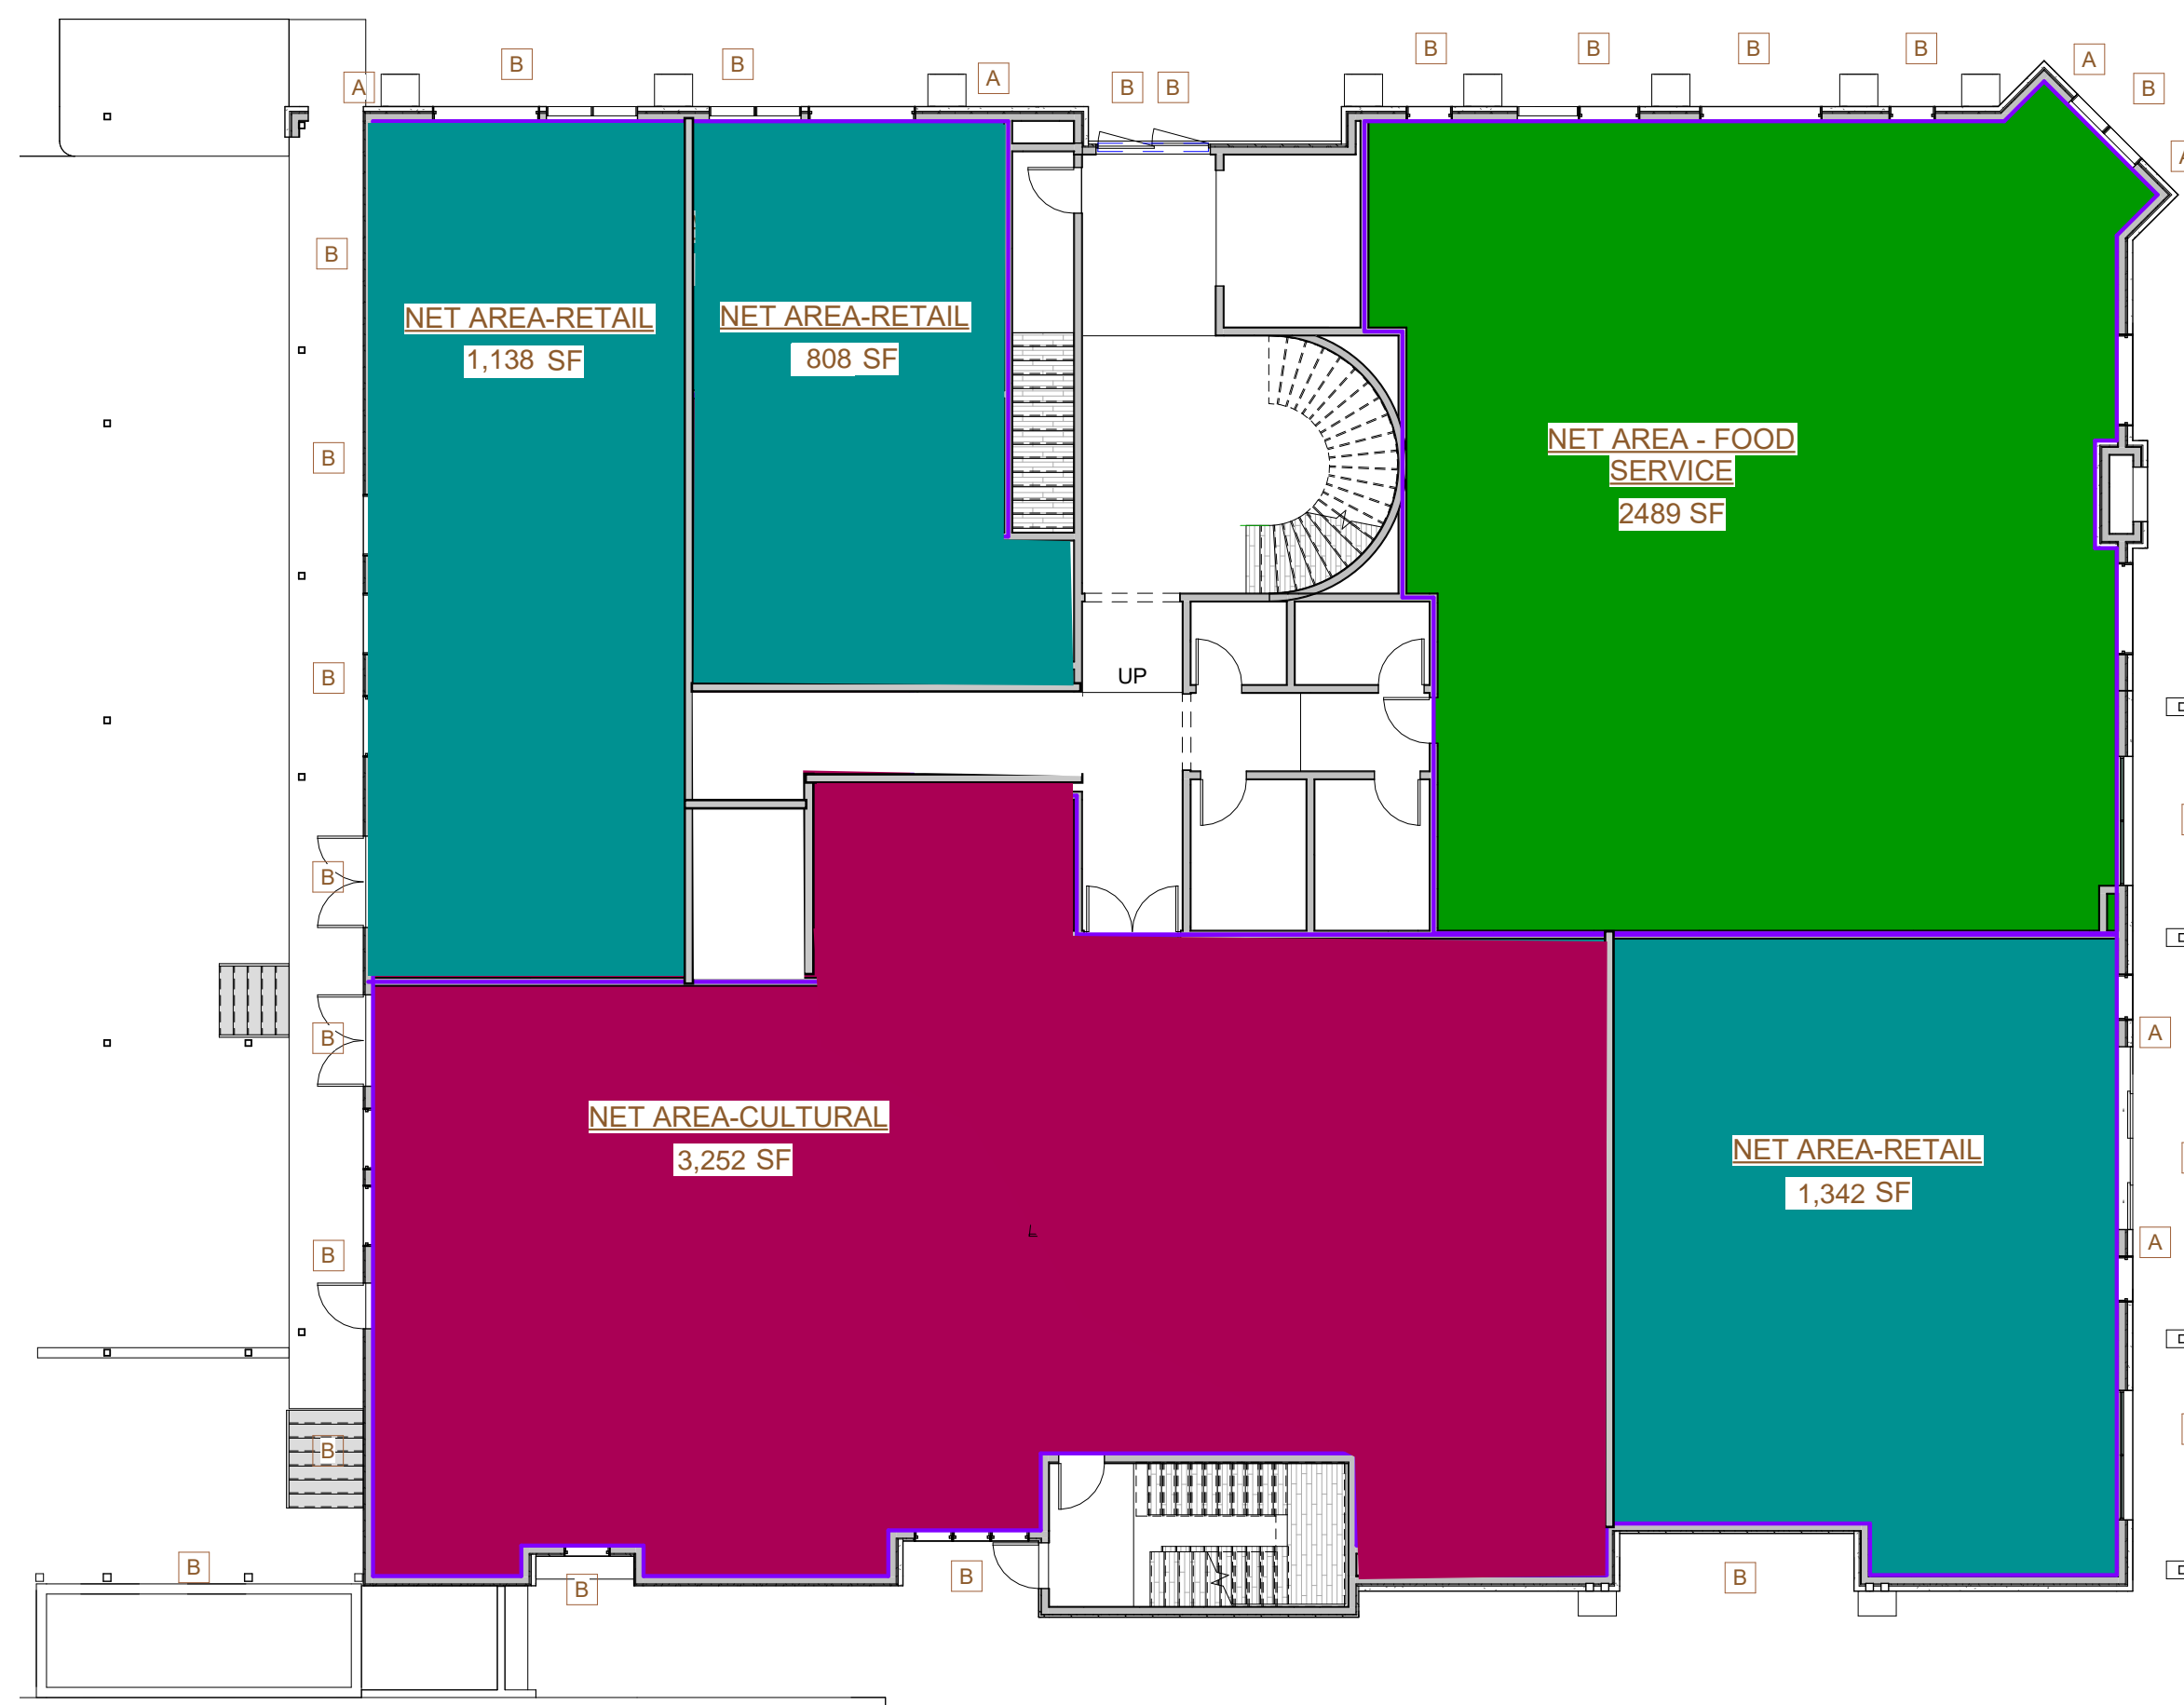 B
B
B
B
A
B
B
B
A
A
B
B
A
B
A
B
NET AREA-RETAIL
1,138 SF
NET AREA-RETAIL
808 SF
NET AREA - FOOD
SERVICE
2489 SF
B
B
UP
B
B
A
NET AREA-CULTURAL
3,252 SF
NET AREA-RETAIL
1,342 SF
A
B
B
B
B
B
B